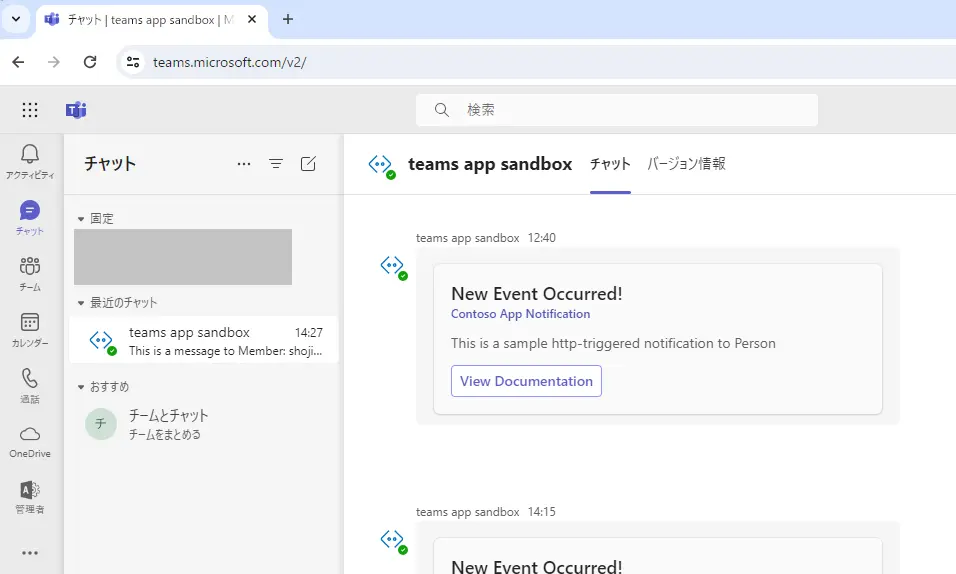 チャット | teams app sandbox | M
teams.microsoft.com/v2/
検索
アクティビティ
チャット
チーム
カレンダー
通話
OneDrive
管理者
チャット
固定
最近のチャット
teams app sandbox 14:27
This is a message to Member: shoji...
おすすめ
チ
チームとチャット
チームをまとめる
teams app sandbox チャット バージョン情報
teams app sandbox 12:40
New Event Occurred!
Contoso App Notification
This is a sample http-triggered notification to Person
View Documentation
teams app sandbox 14:15
New Event Occurred!